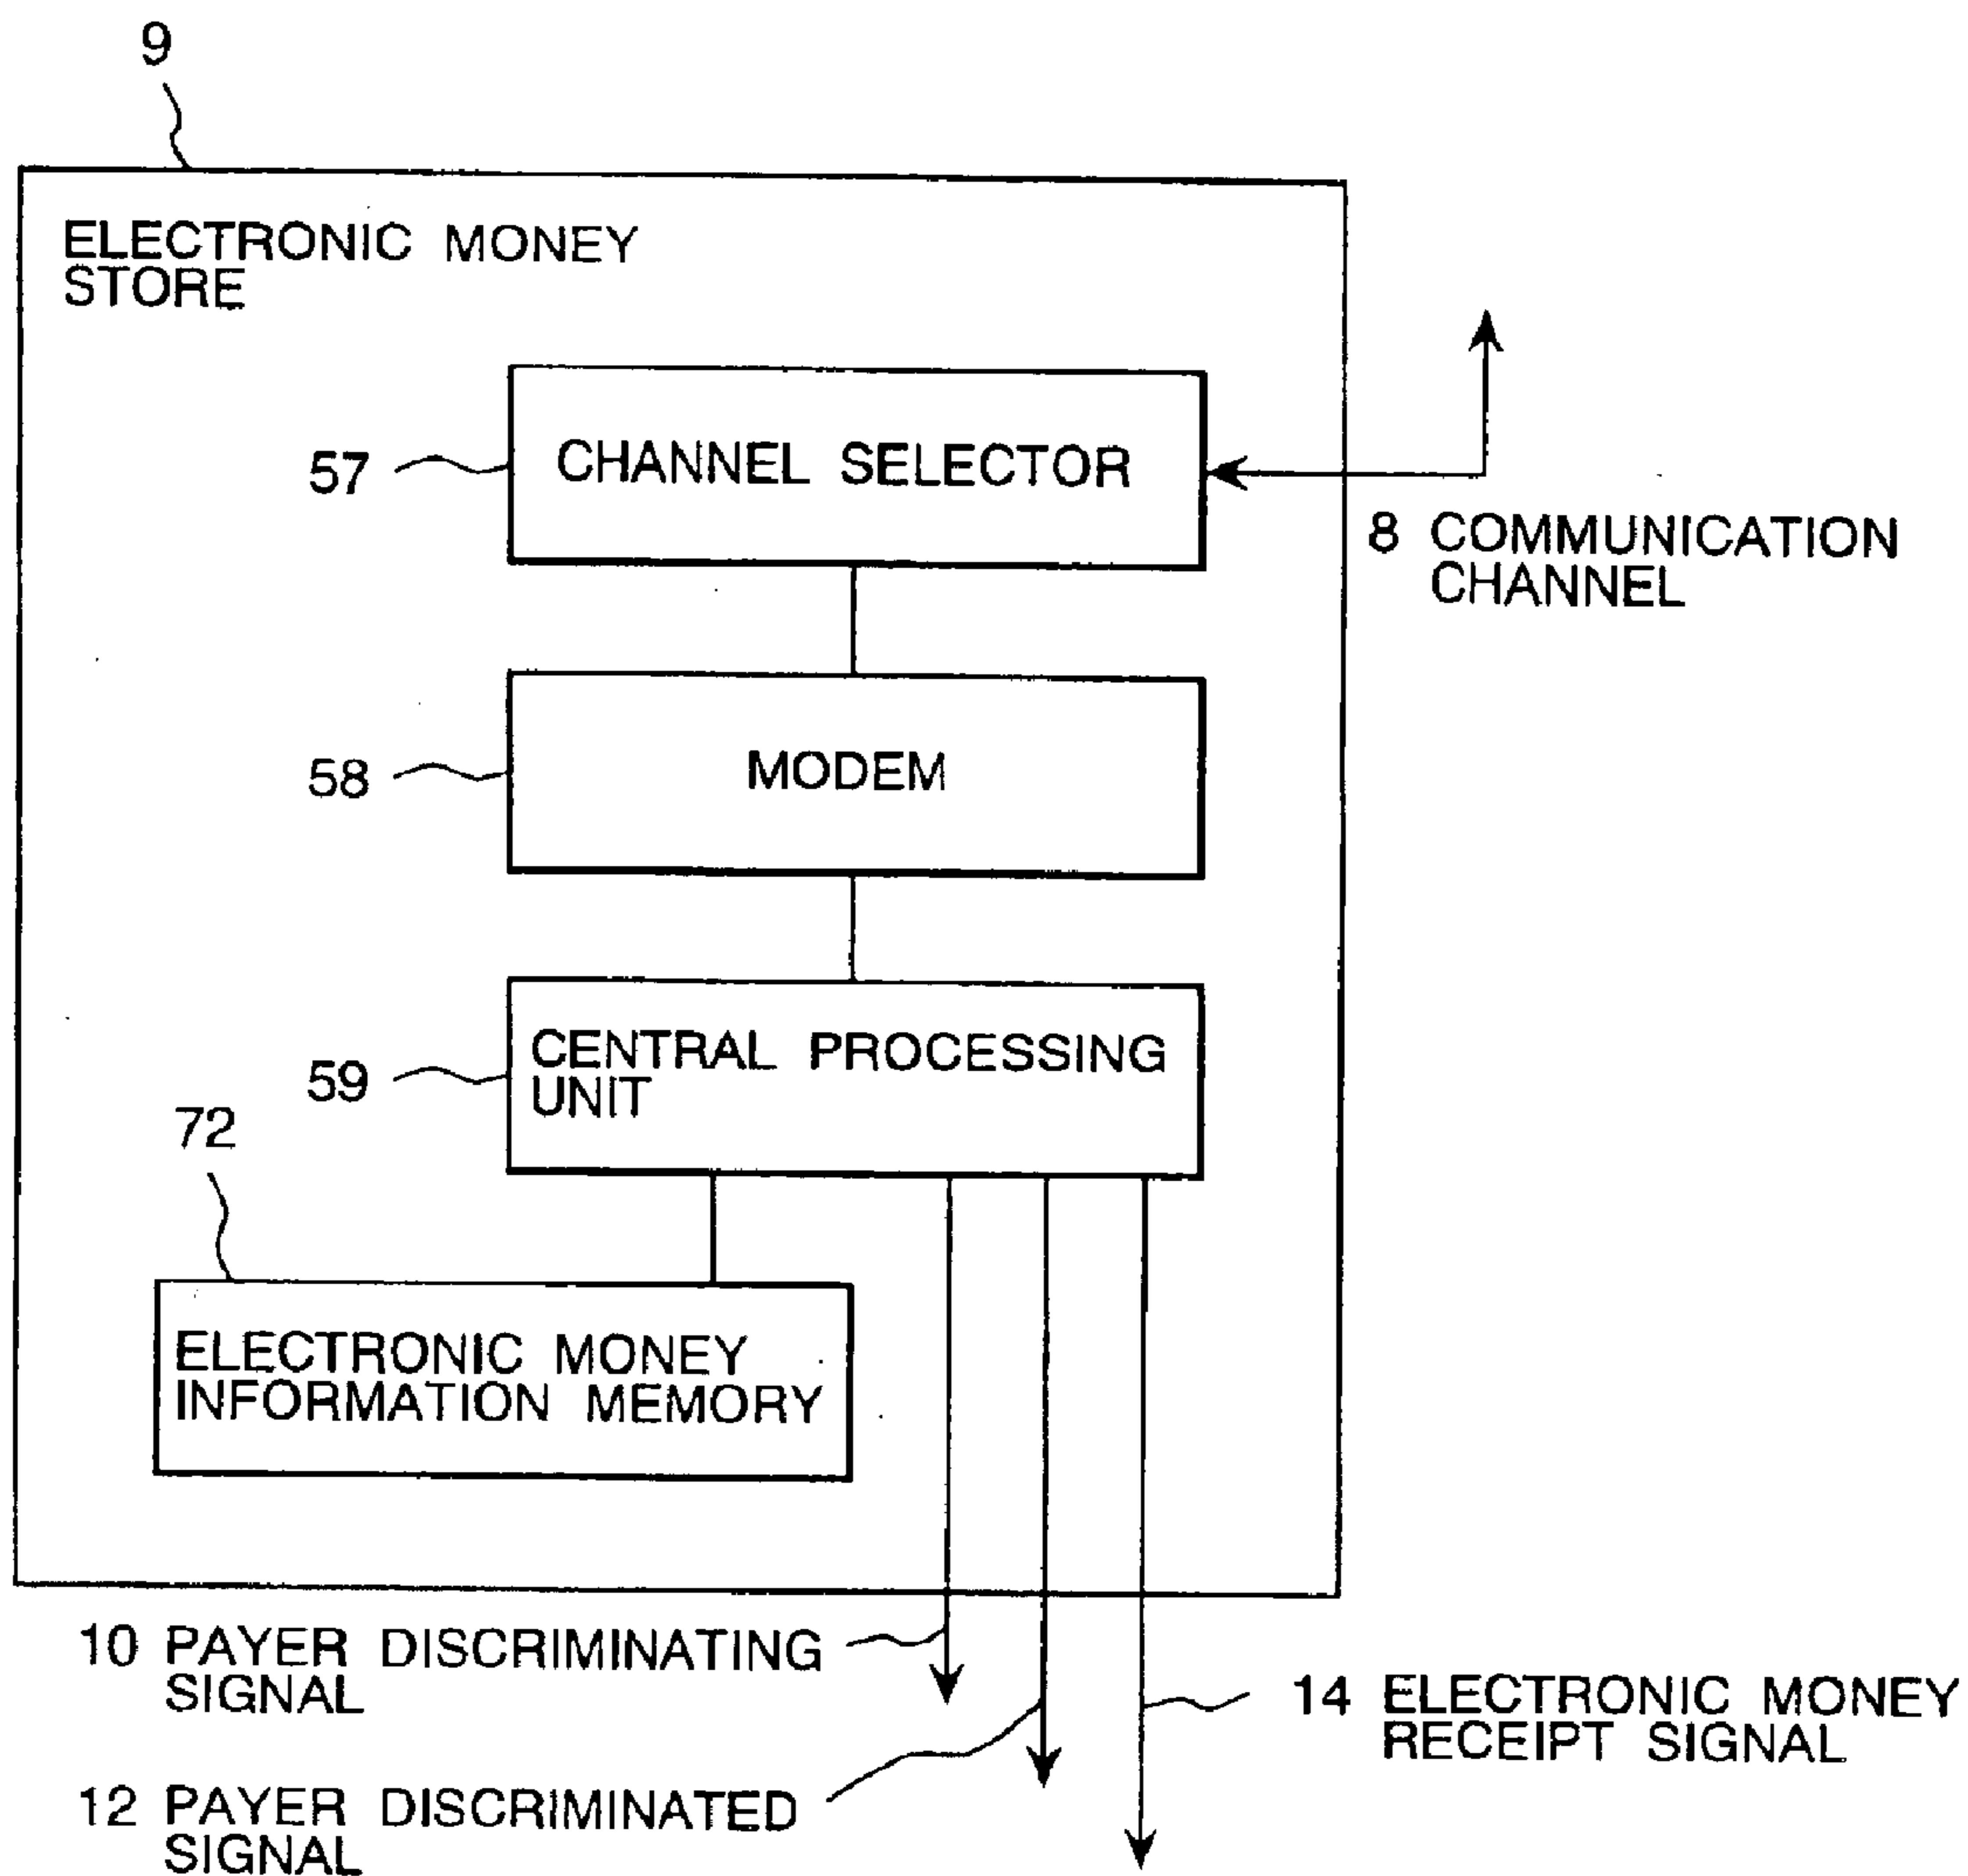 9
ELECTRONIC MONEY
STORE
57
CHANNEL SELECTOR
8 COMMUNICATION
CHANNEL
58
MODEM
59
CENTRAL PROCESSING
UNIT
72
ELECTRONIC MONEY
INFORMATION MEMORY
10 PAYER DISCRIMINATING
SIGNAL
14 ELECTRONIC MONEY
RECEIPT SIGNAL
12 PAYER DISCRIMINATED
SIGNAL